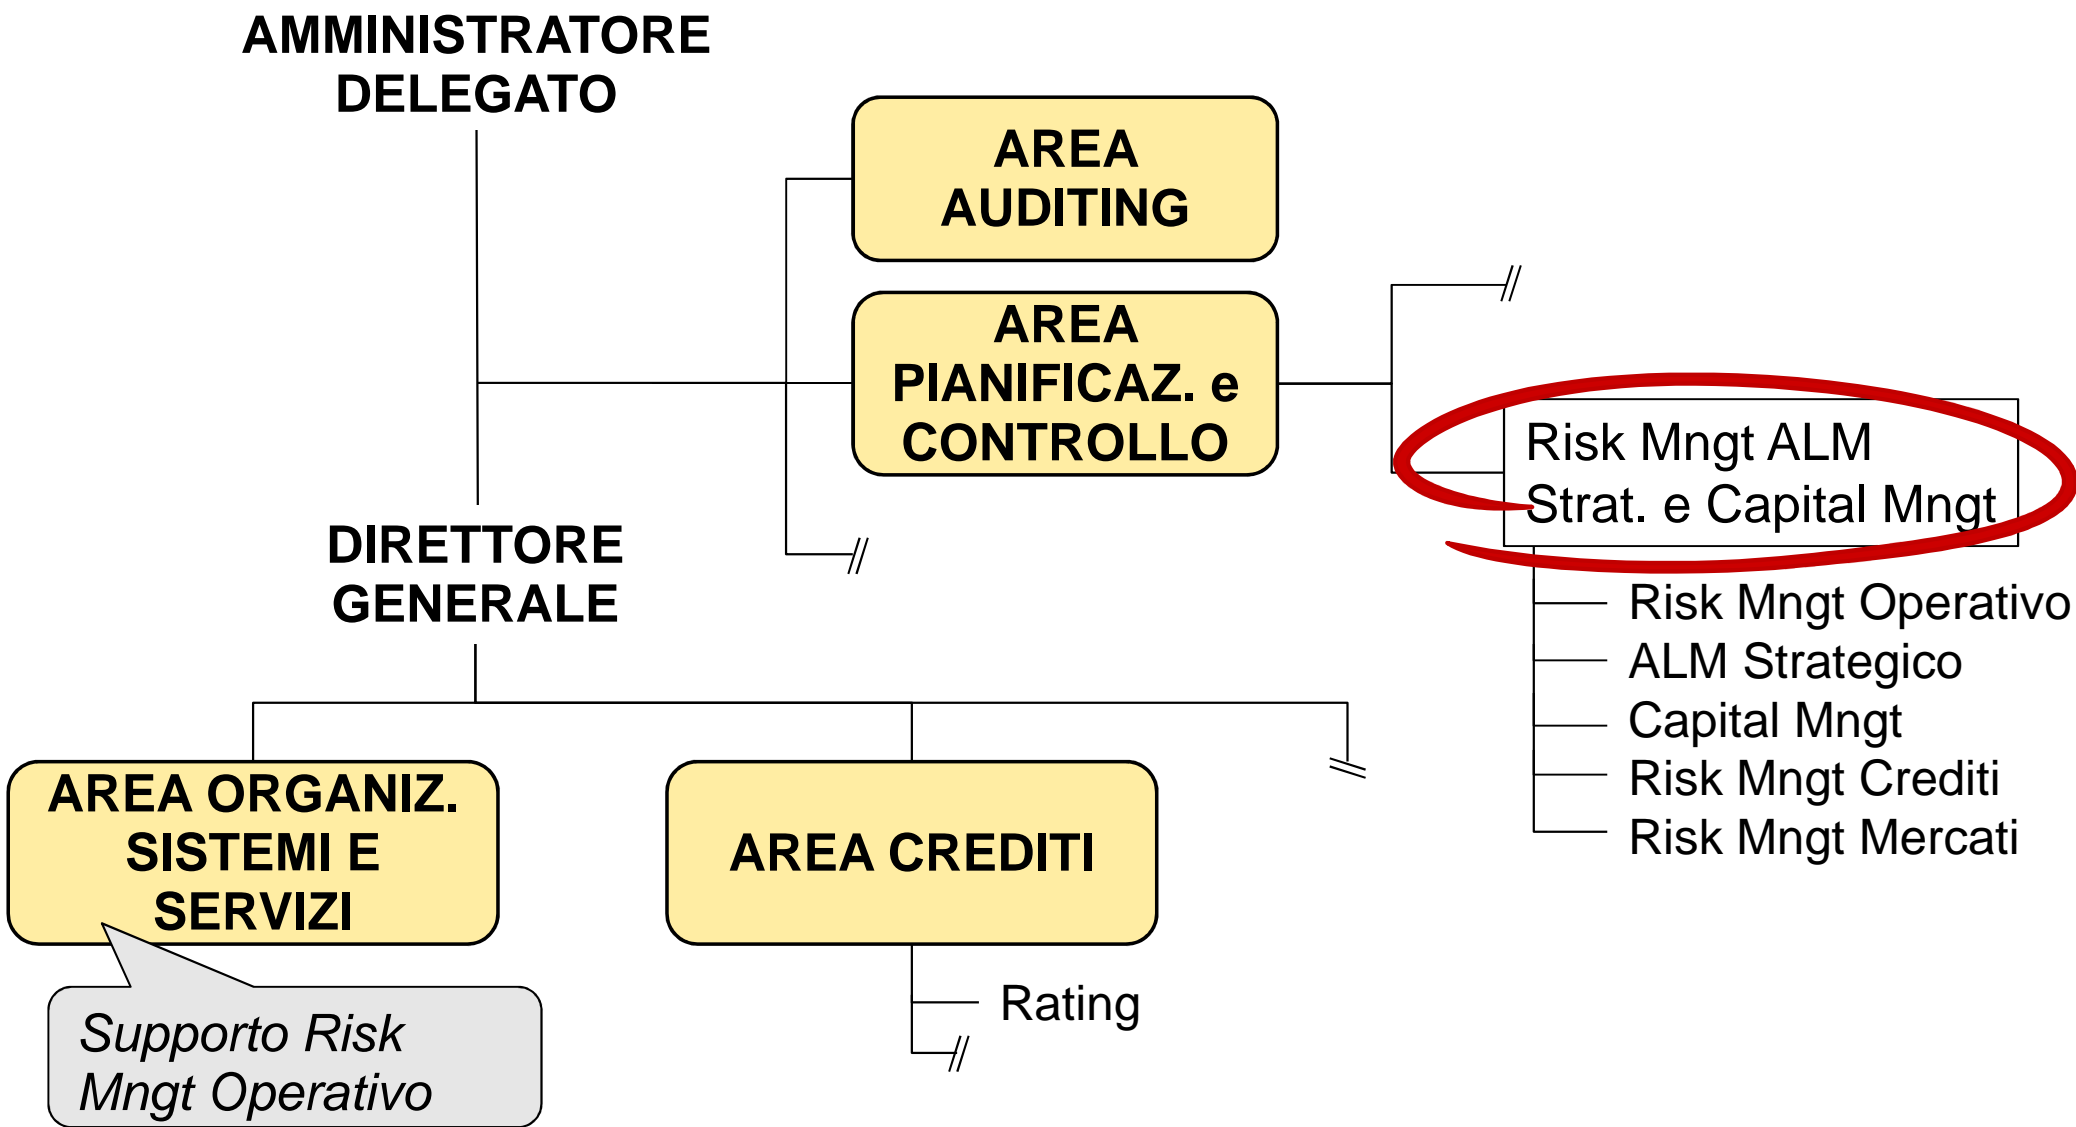 AMMINISTRATORE
DELEGATO
AREA
AUDITING
AREA
PIANIFICAZ. e
CONTROLLO
Risk Mngt ALM
Strat. e Capital Mngt
DIRETTORE
GENERALE
Risk Mngt Operativo
ALM Strategico
Capital Mngt
Risk Mngt Crediti
Risk Mngt Mercati
AREA ORGANIZ.
SISTEMI E
SERVIZI
AREA CREDITI
Rating
Supporto Risk
Mngt Operativo